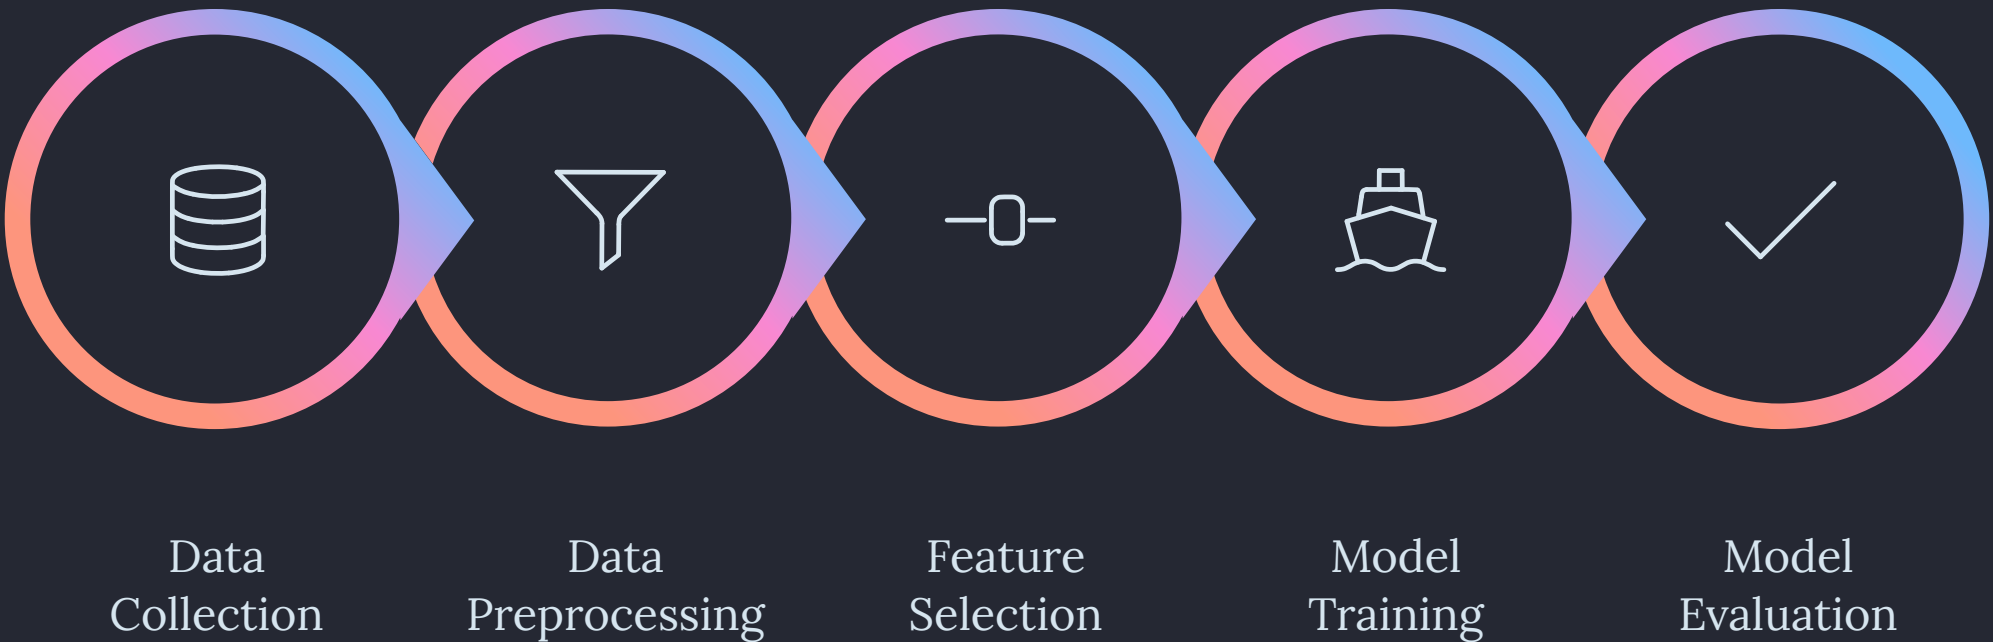 Data
Collection
Data
Preprocessing
Feature
Selection
Model
Training
Model
Evaluation